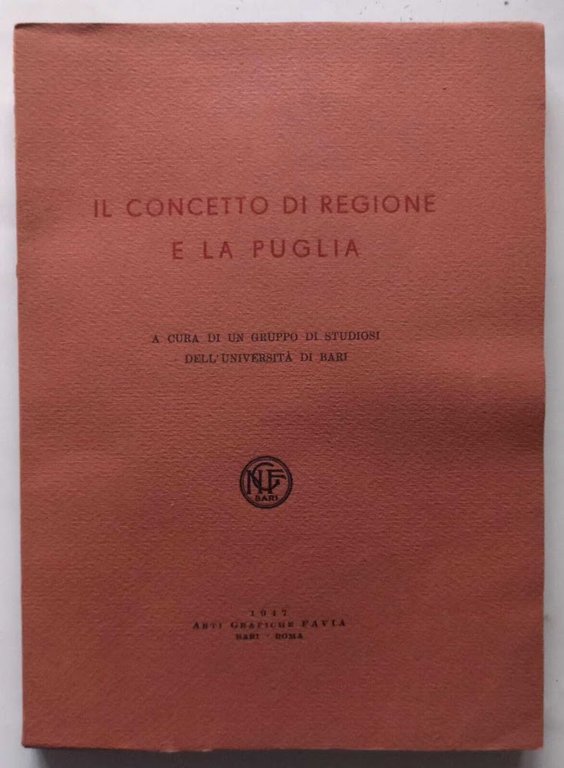 IL CONCETTO DI REGIONE
E LA PUGLIA
A CURA DI UN GRUPPO DI STUDIOSI
DELL'UNIVERSITÀ DI BARI
BARI
1947
ARTI GRAFICHE FAVIA
BARI - ROMA